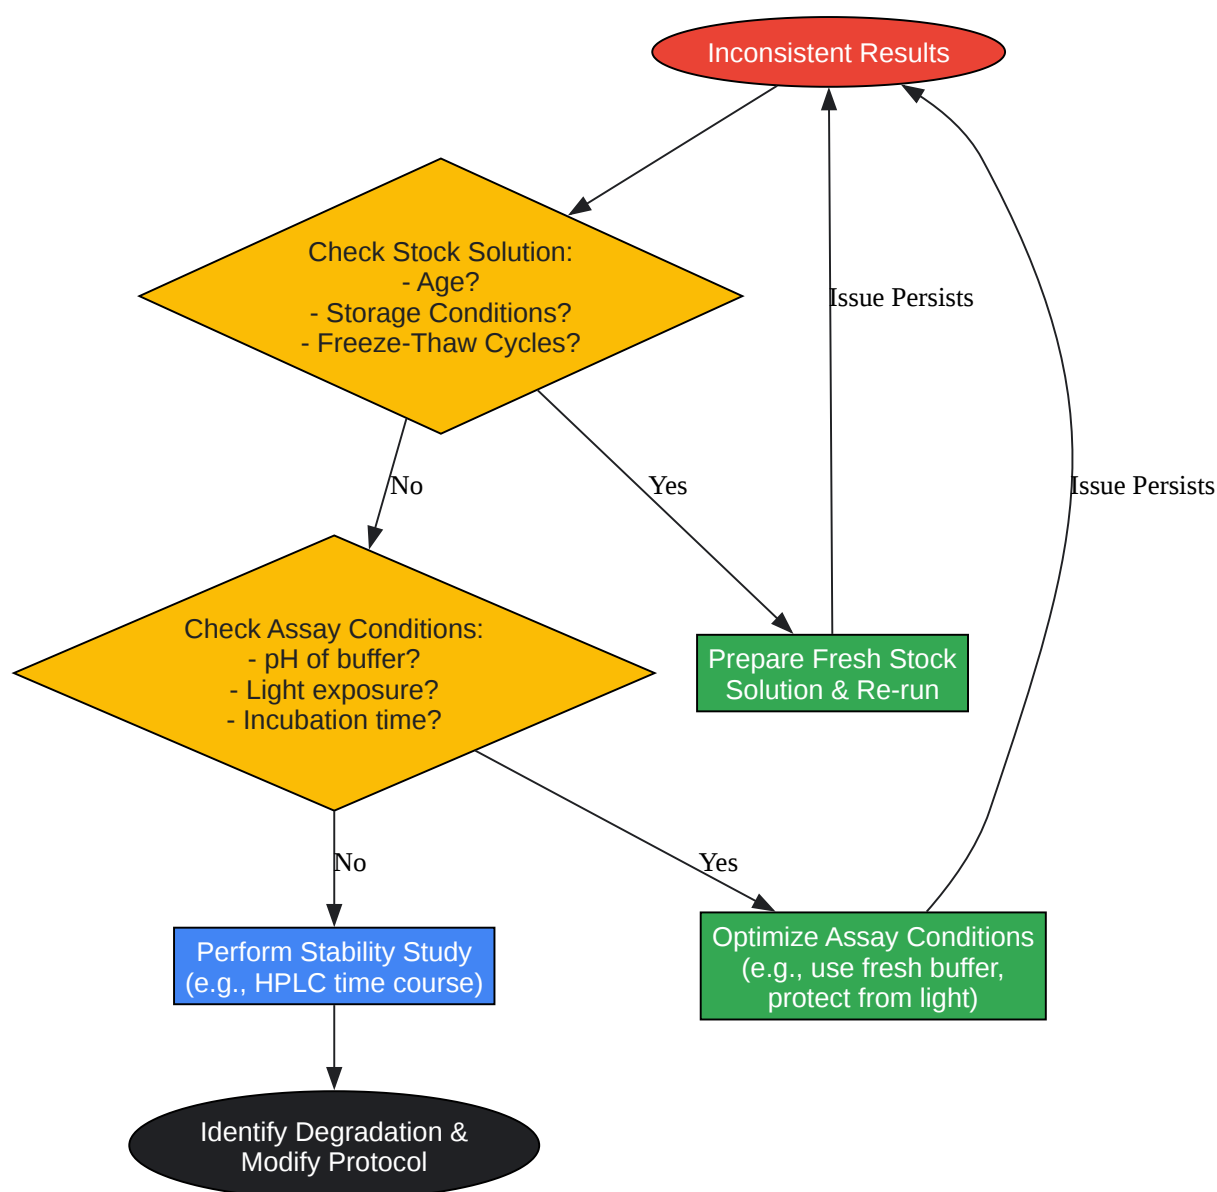 Inconsistent Results
Check Stock Solution:
- Age?
- Storage Conditions?
- Freeze-Thaw Cycles?
Issue Persists
No
Yes
Issue Persists
Check Assay Conditions:
- pH of buffer?
- Light exposure?
- Incubation time?
Prepare Fresh Stock
Solution & Re-run
No
Yes
Perform Stability Study
(e.g., HPLC time course)
Optimize Assay Conditions
(e.g., use fresh buffer,
protect from light)
Identify Degradation &
Modify Protocol